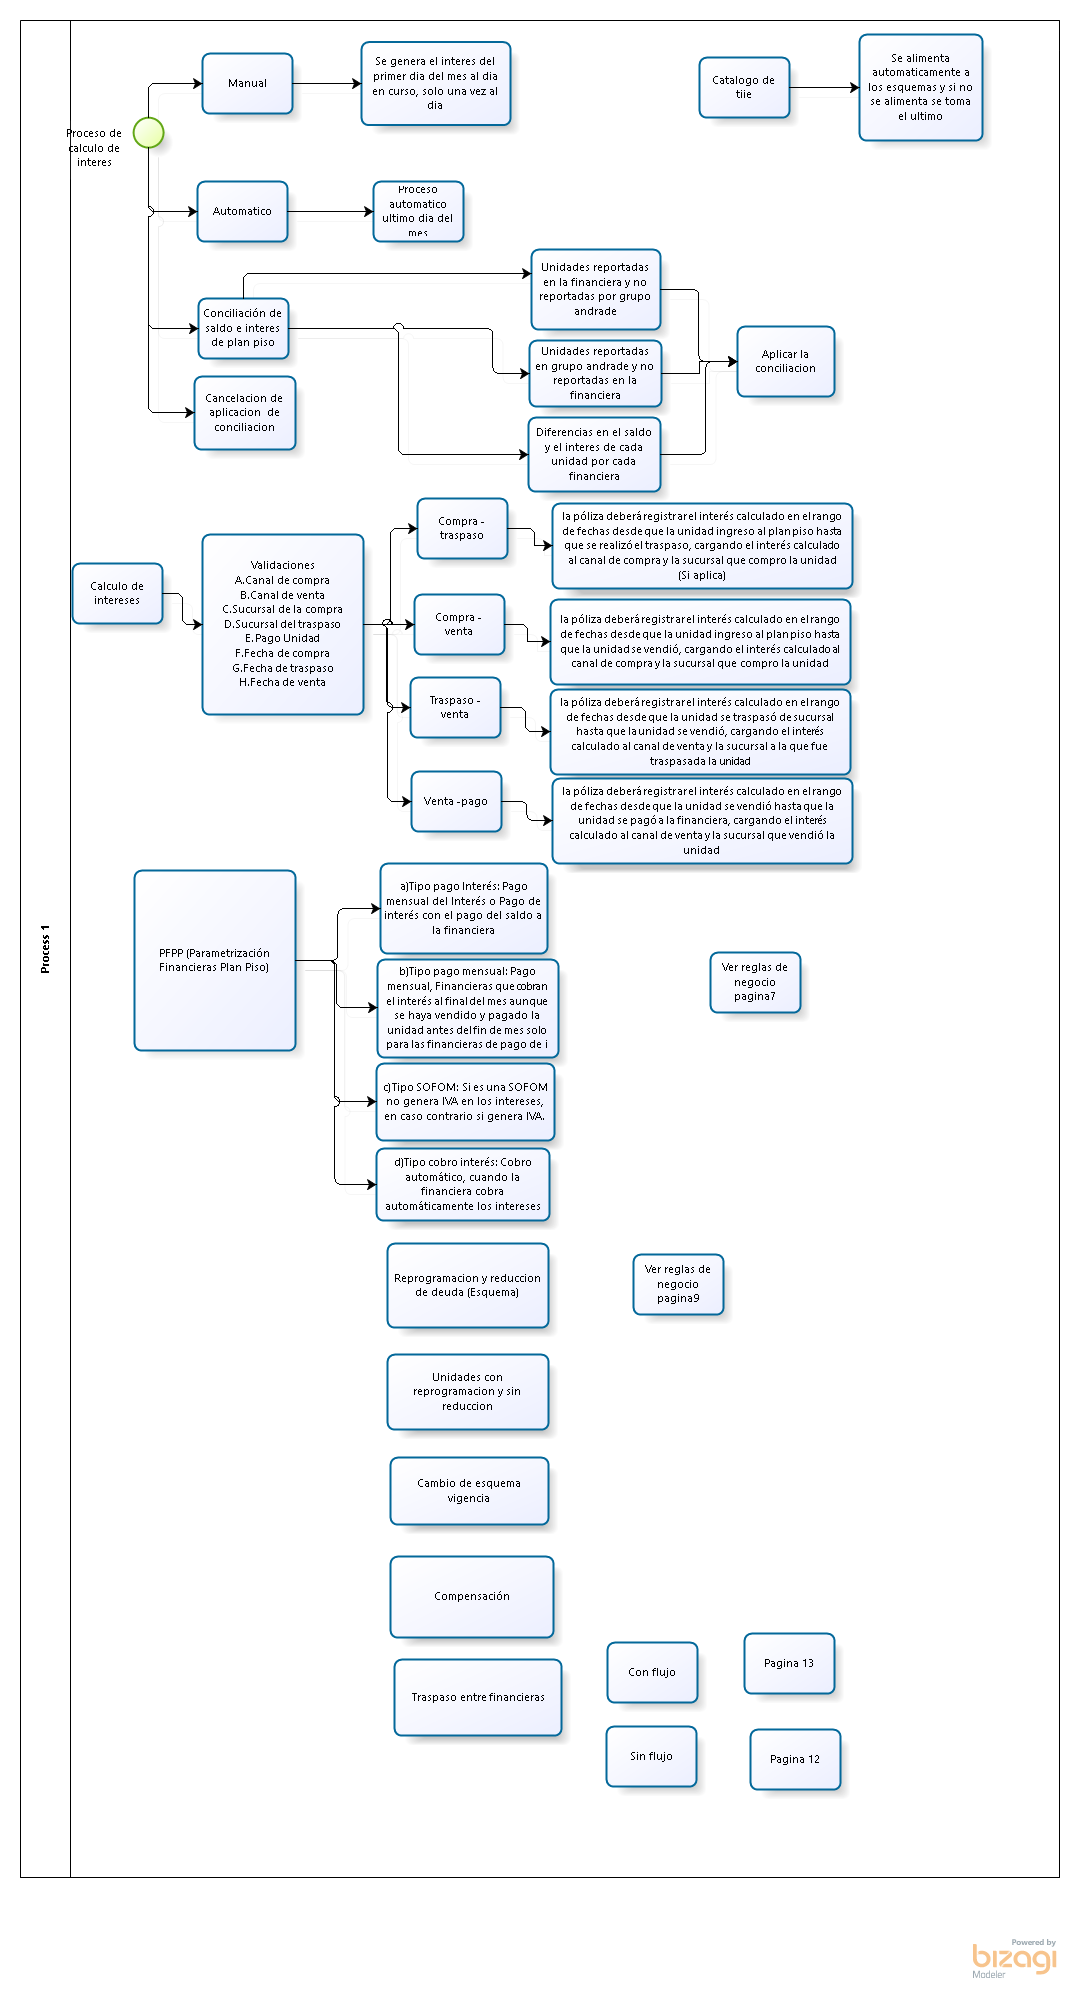 Process 1
Proceso de
calculo de
interes
Manual
Se genera el interes del
primer dia del mes al dia
en curso, solo una vez al
dia
Catalogo de
tiie
Se alimenta
automaticamente a
los esquemas y si no
se alimenta se toma
el ultimo
Automatico
Proceso
automatico
ultimo dia del
mes
Conciliación de
saldo e interes
de plan piso
Cancelacion de
aplicacion de
conciliacion
Unidades reportadas
en la financiera y no
reportadas por grupo
andrade
Unidades reportadas
en grupo andrade y no
reportadas en la
financiera
Diferencias en el saldo
y el interes de cada
unidad por cada
financiera
Aplicar la
conciliacion
Calculo de
intereses
Validaciones
A.Canal de compra
B.Canal de venta
C.Sucursal de la compra
D.Sucursal del traspaso
E.Pago Unidad
F.Fecha de compra
G.Fecha de traspaso
H.Fecha de venta
Compra -
traspaso
la póliza deberá registrar el interés calculado en el rango
de fechas desde que la unidad ingreso al plan piso hasta
que se realizó el traspaso, cargando el interés calculado
al canal de compra y la sucursal que compro la unidad
(Si aplica)
Compra -
venta
la póliza deberá registrar el interés calculado en el rango
de fechas desde que la unidad ingreso al plan piso hasta
que la unidad se vendió, cargando el interés calculado al
canal de compra y la sucursal que compro la unidad
Traspaso -
venta
la póliza deberá registrar el interés calculado en el rango
de fechas desde que la unidad se traspasó de sucursal
hasta que la unidad se vendió, cargando el interés
calculado al canal de venta y la sucursal a la que fue
traspasada la unidad
Venta -pago
la póliza deberá registrar el interés calculado en el rango
de fechas desde que la unidad se vendió hasta que la
unidad se pagó a la financiera, cargando el interés
calculado al canal de venta y la sucursal que vendió la
unidad
PFPP (Parametrización
Financieras Plan Piso)
a)Tipo pago Interés: Pago
mensual del Interés o Pago de
interés con el pago del saldo a
la financiera
b)Tipo pago mensual: Pago
mensual, Financieras que cobran
el interés al final del mes aunque
se haya vendido y pagado la
unidad antes del fin de mes solo
para las financieras de pago de i
c)Tipo SOFOM: Si es una SOFOM
no genera IVA en los intereses,
en caso contrario si genera IVA.
d)Tipo cobro interés: Cobro
automático, cuando la
financiera cobra
automáticamente los intereses
Ver reglas de
negocio
pagina7
Reprogramacion y reduccion
de deuda (Esquema)
Ver reglas de
negocio
pagina9
Unidades con
reprogramacion y sin
reduccion
Cambio de esquema
vigencia
Compensación
Traspaso entre financieras
Con flujo
Pagina 13
Sin flujo
Pagina 12
Powered by
bizagi
Modeler